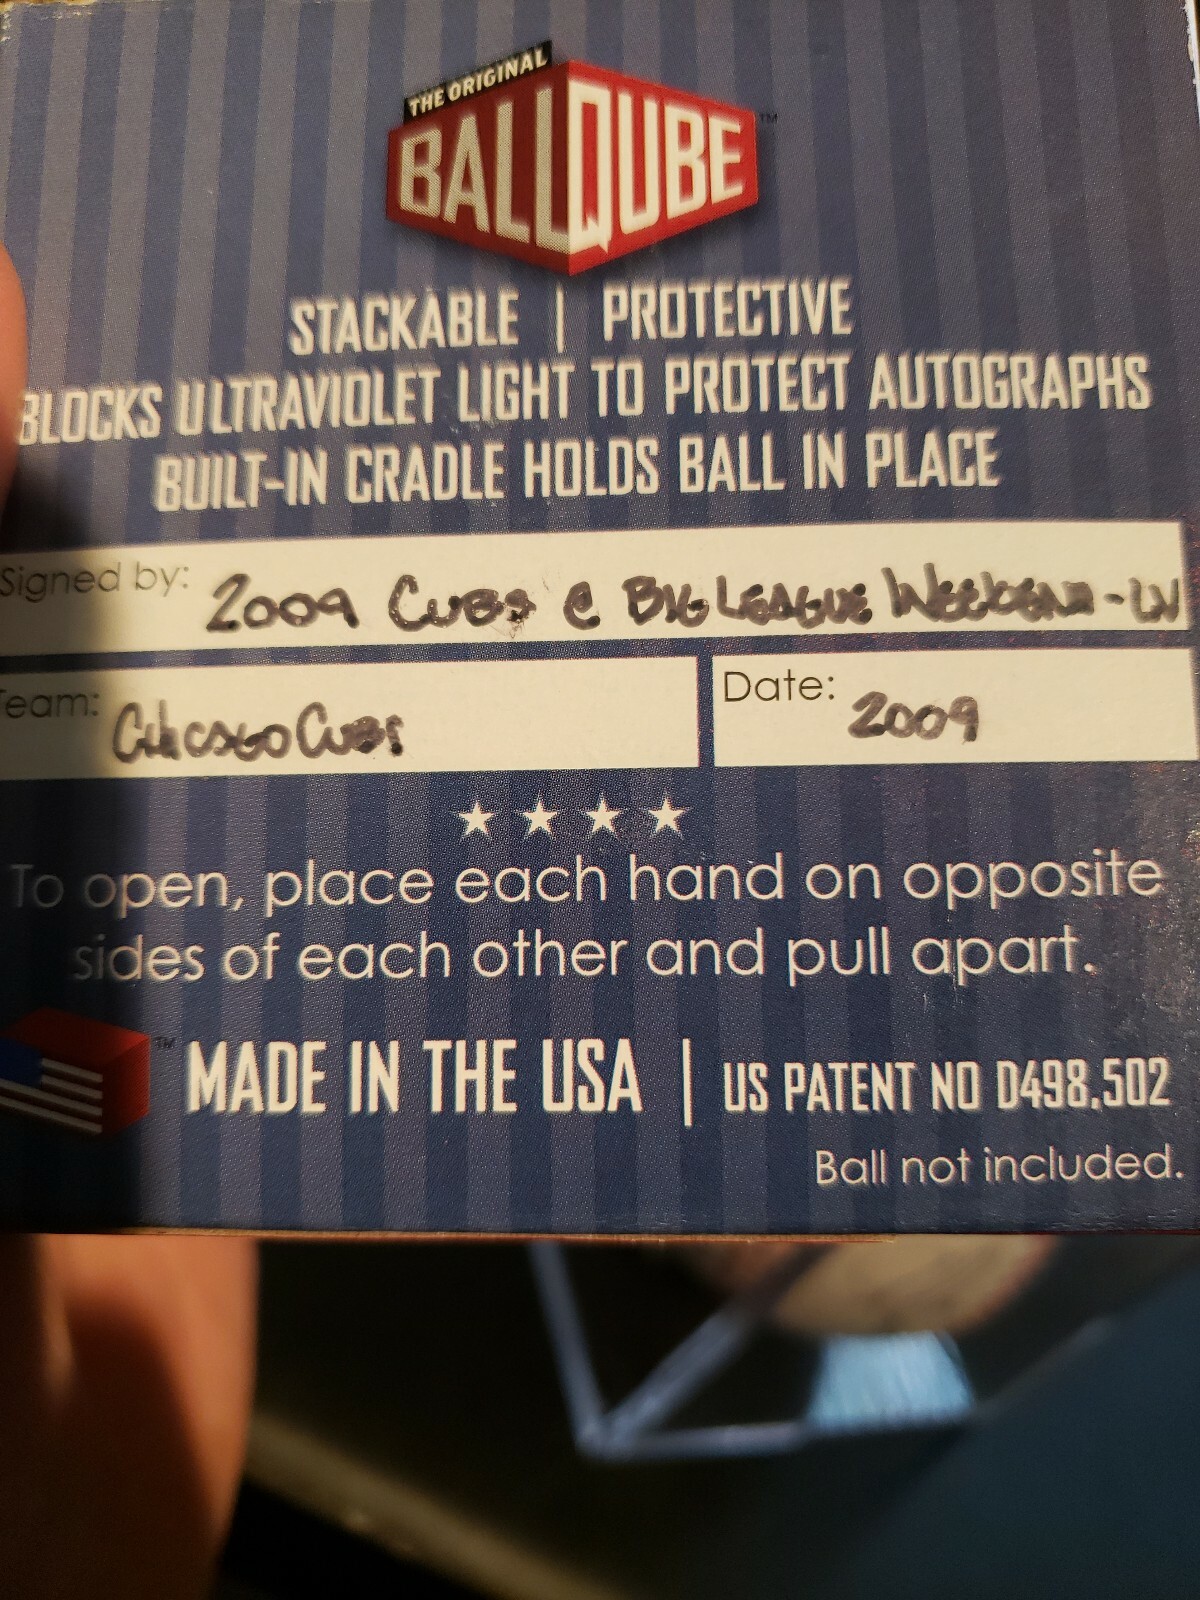 THE ORIGINAL
BALLQUBE™
STACKABLE | PROTECTIVE
BLOCKS ULTRAVIOLET LIGHT TO PROTECT AUTOGRAPHS
BUILT-IN CRADLE HOLDS BALL IN PLACE
Signed by: 2009 CUBS @ BIG LEAGUE WEEKEND - LV
Team: CHICAGO CUBS
Date: 2009
To open, place each hand on opposite
sides of each other and pull apart.
™ MADE IN THE USA | US PATENT NO D498,502
Ball not included.